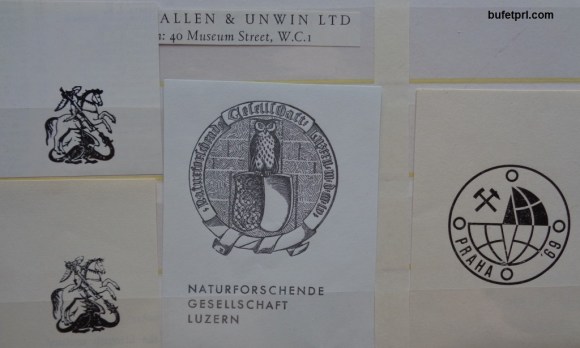 bufetprl.com
ALLEN & UNWIN LTD
: 40 Museum Street, W.C.1
Naturforschende Gesellschaft Luzern
NATURFORSCHENDE
GESELLSCHAFT
LUZERN
PRAHA 69